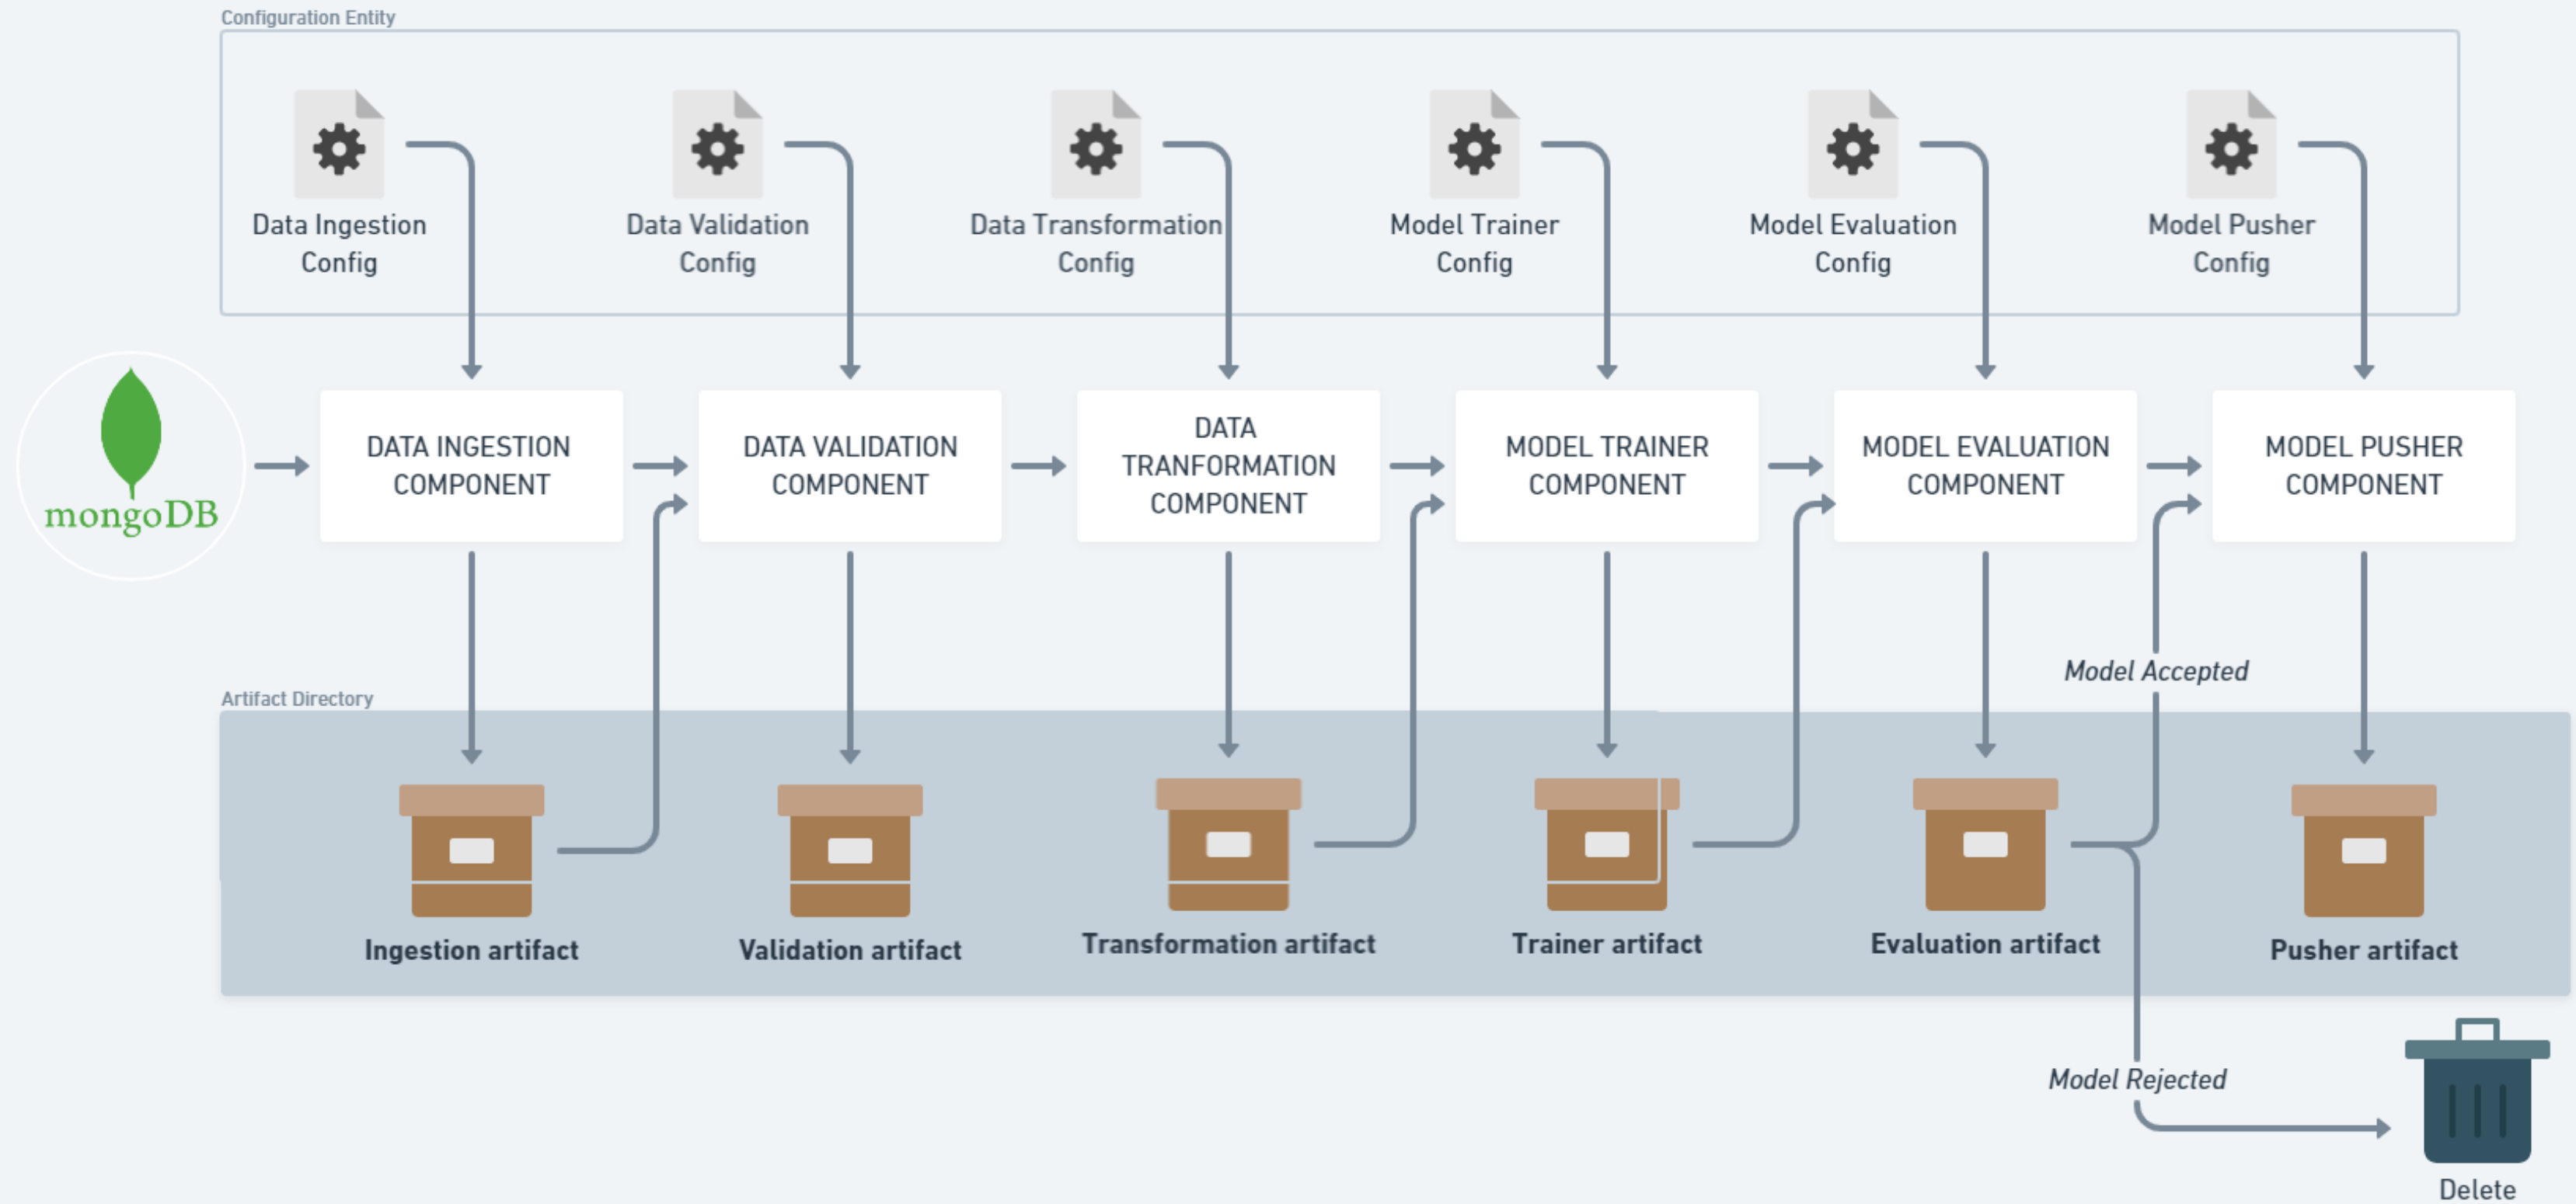 Configuration Entity
Data Ingestion
Config
Data Validation
Config
Data Transformation
Config
Model Trainer
Config
Model Evaluation
Config
Model Pusher
Config
mongoDB
DATA INGESTION
COMPONENT
DATA VALIDATION
COMPONENT
DATA
TRANFORMATION
COMPONENT
MODEL TRAINER
COMPONENT
MODEL EVALUATION
COMPONENT
MODEL PUSHER
COMPONENT
Model Accepted
Artifact Directory
Ingestion artifact
Validation artifact
Transformation artifact
Trainer artifact
Evaluation artifact
Pusher artifact
Model Rejected
Delete